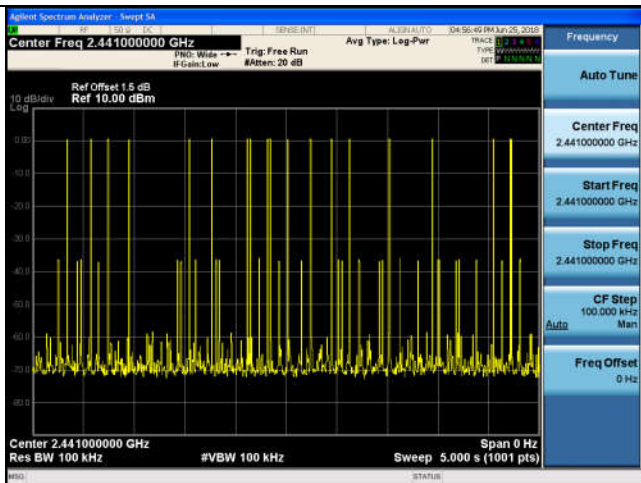 Agilent Spectrum Analyzer - Swept SA
RF 50 Ω DC SENSE:INT ALIGN AUTO 04:56:49 PM Jun 25, 2018
Center Freq 2.441000000 GHz
PNO: Wide
IFGain:Low
Trig: Free Run
#Atten: 20 dB
Avg Type: Log-Pwr
TRACE 1 2 3 4 5 6
TYPE
DET P N N N N N
Frequency
Auto Tune
Center Freq
2.441000000 GHz
Start Freq
2.441000000 GHz
Stop Freq
2.441000000 GHz
CF Step
100.000 kHz
Auto Man
Freq Offset
0 Hz
Ref Offset 1.5 dB
10 dB/div Ref 10.00 dBm
Log
0.00
-10.0
-20.0
-30.0
-40.0
-50.0
-60.0
-70.0
-80.0
Center 2.441000000 GHz Span 0 Hz
Res BW 100 kHz #VBW 100 kHz Sweep 5.000 s (1001 pts)
MSG STATUS